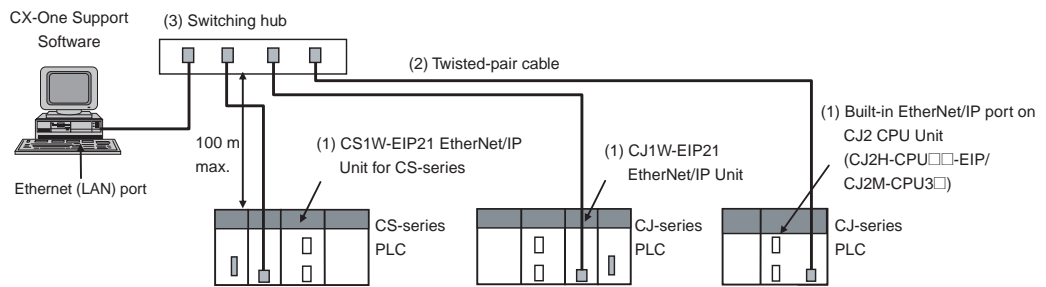 CX-One Support
Software
(3) Switching hub
(2) Twisted-pair cable
100 m
max.
(1) CS1W-EIP21 EtherNet/IP
Unit for CS-series
(1) CJ1W-EIP21
EtherNet/IP Unit
(1) Built-in EtherNet/IP port on
CJ2 CPU Unit
(CJ2H-CPU□□-EIP/
CJ2M-CPU3□)
Ethernet (LAN) port
CS-series
PLC
CJ-series
PLC
CJ-series
PLC